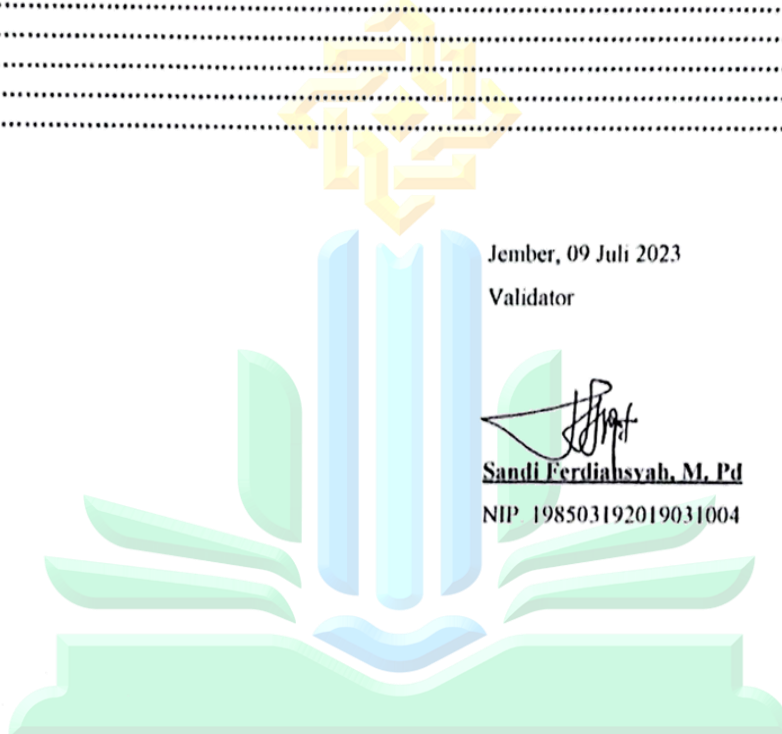 Jember, 09 Juli 2023
Validator
Sandi Ferdiansyah, M. Pd
NIP. 198503192019031004